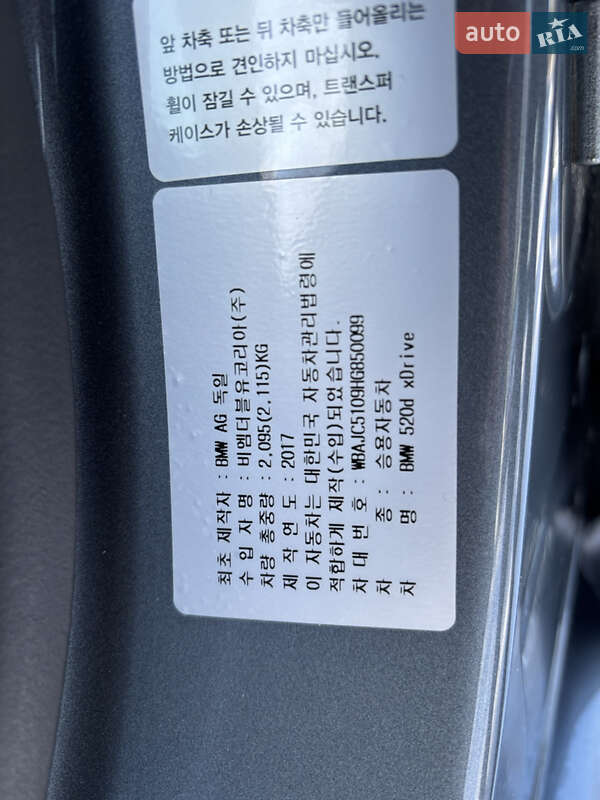 auto RIA.com
앞 차축 또는 뒤 차축만 들어올리는
방법으로 견인하지 마십시오.
휠이 잠길 수 있으며, 트랜스퍼
케이스가 손상될 수 있습니다.
최초 제작자 : BMW AG 독일
수 입 자 명 : 비엠더블유코리아(주)
차량 총중량 : 2,095(2,115)KG
제 작 연 도 : 2017
이 자동차는 대한민국 자동차관리법령에
적합하게 제작(수입)되었습니다.
차 대 번 호 : WBAJC5109HG850099
차 종 : 승용자동차
차 명 : BMW 520d xDrive